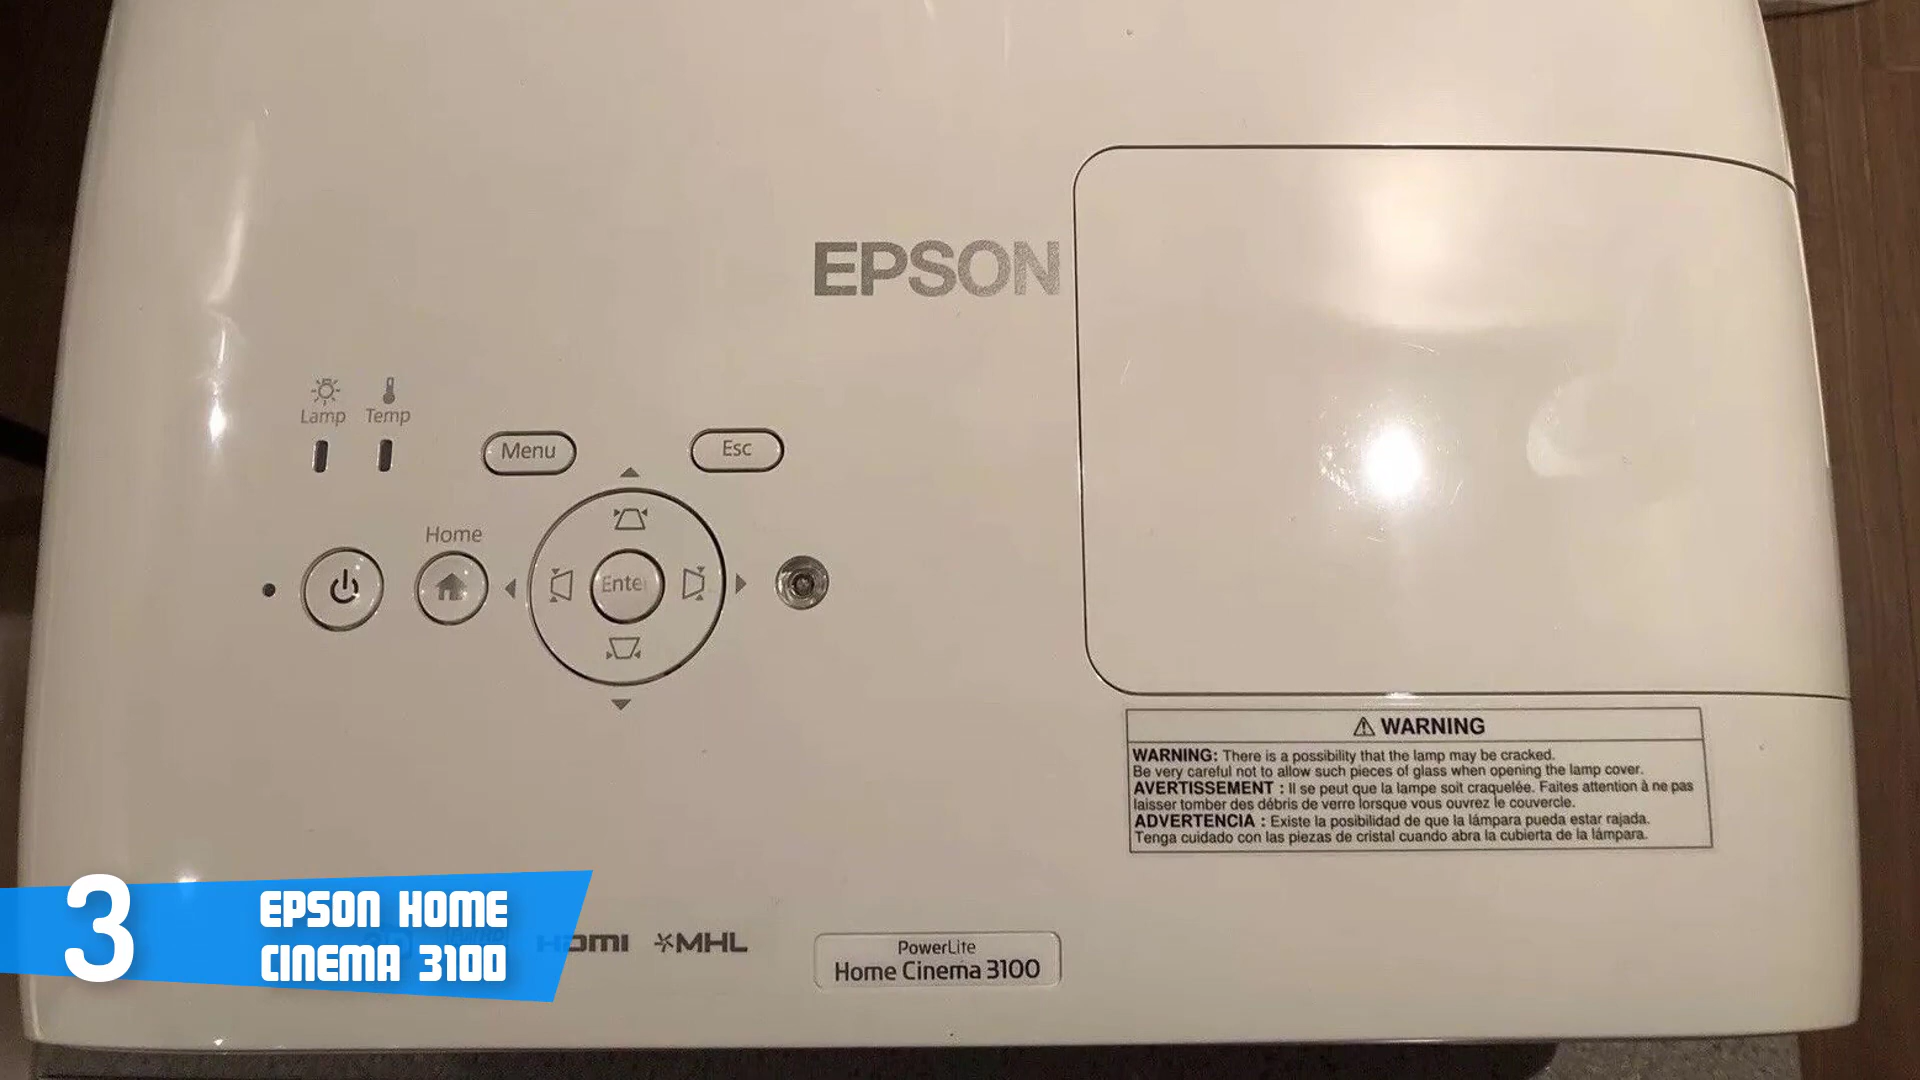 EPSON
Lamp Temp
Menu
Esc
Home
Enter
WARNING
WARNING: There is a possibility that the lamp may be cracked.
Be very careful not to allow such pieces of glass when opening the lamp cover.
AVERTISSEMENT : Il se peut que la lampe soit craquelée. Faites attention à ne pas
laisser tomber des débris de verre lorsque vous ouvrez le couvercle.
ADVERTENCIA : Existe la posibilidad de que la lámpara pueda estar rajada.
Tenga cuidado con las piezas de cristal cuando abra la cubierta de la lámpara.
3
EPSON HOME
CINEMA 3100
HDMI MHL
PowerLite
Home Cinema 3100